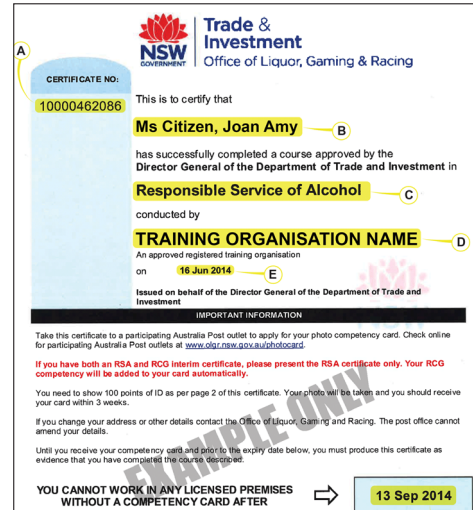 Trade &
Investment
NSW
GOVERNMENT
Office of Liquor, Gaming & Racing
A
CERTIFICATE NO:
10000462086
This is to certify that
Ms Citizen, Joan Amy
B
has successfully completed a course approved by the
Director General of the Department of Trade and Investment in
Responsible Service of Alcohol
C
conducted by
TRAINING ORGANISATION NAME
D
An approved registered training organisation
on 16 Jun 2014
E
Issued on behalf of the Director General of the Department of Trade and
Investment
NSW
IMPORTANT INFORMATION
Take this certificate to a participating Australia Post outlet to apply for your photo competency card. Check online
for participating Australia Post outlets at www.olgr.nsw.gov.au/photocard.
If you have both an RSA and RCG interim certificate, please present the RSA certificate only. Your RCG
competency will be added to your card automatically.
You need to show 100 points of ID as per page 2 of this certificate. Your photo will be taken and you should receive
your card within 3 weeks.
If you change your address or other details contact the Office of Liquor, Gaming and Racing. The post office cannot
amend your details.
Until you receive your competency card and prior to the expiry date below, you must produce this certificate as
evidence that you have completed the course described.
EXAMPLE ONLY
YOU CANNOT WORK IN ANY LICENSED PREMISES
WITHOUT A COMPETENCY CARD AFTER
13 Sep 2014